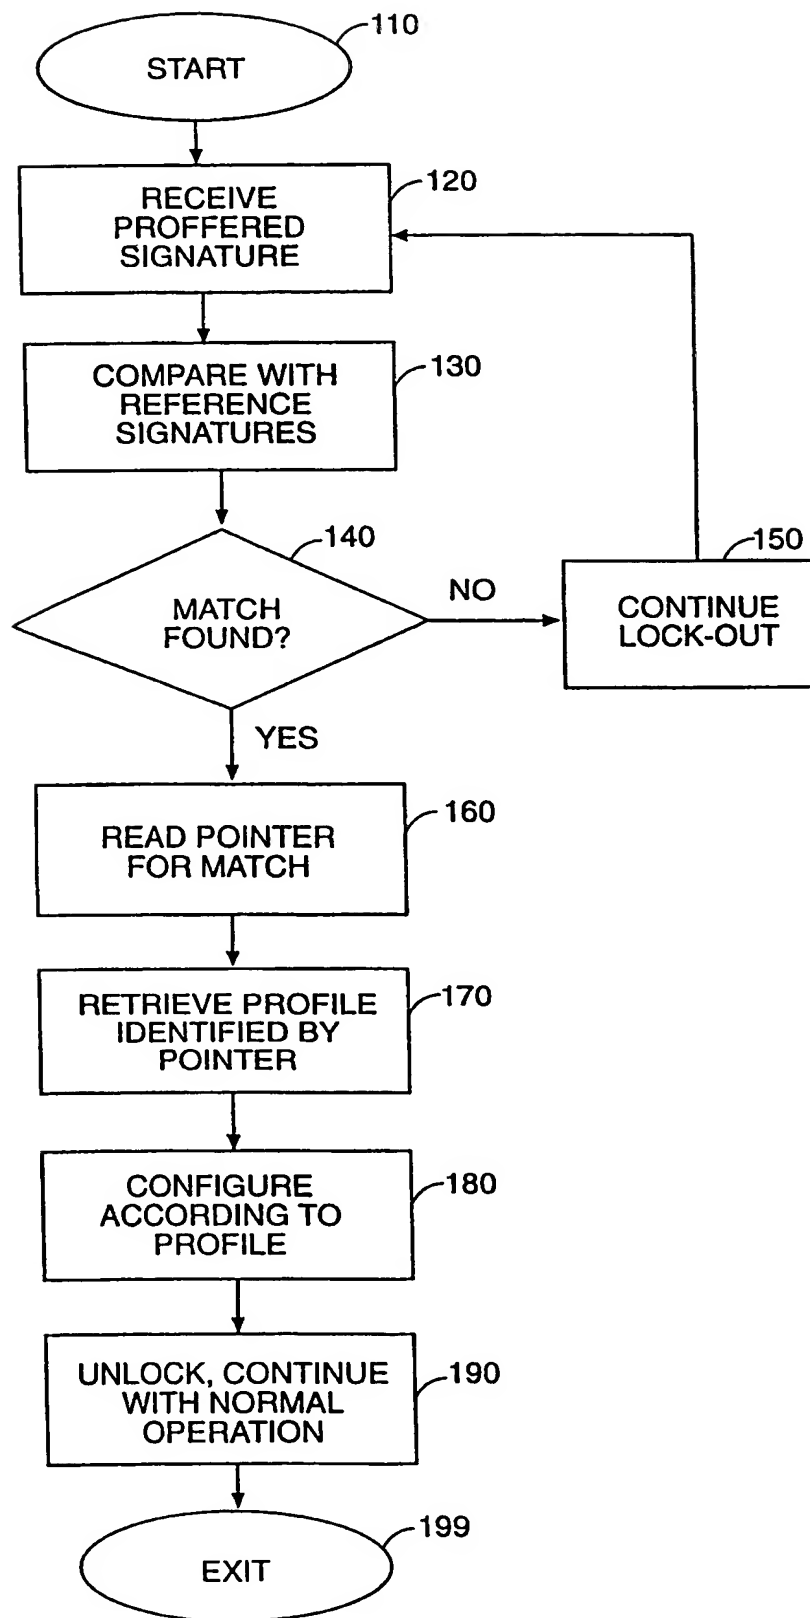 110
START
120
RECEIVE
PROFFERED
SIGNATURE
130
COMPARE WITH
REFERENCE
SIGNATURES
140
MATCH
FOUND?
NO
150
CONTINUE
LOCK-OUT
YES
160
READ POINTER
FOR MATCH
170
RETRIEVE PROFILE
IDENTIFIED BY
POINTER
180
CONFIGURE
ACCORDING TO
PROFILE
190
UNLOCK, CONTINUE
WITH NORMAL
OPERATION
199
EXIT